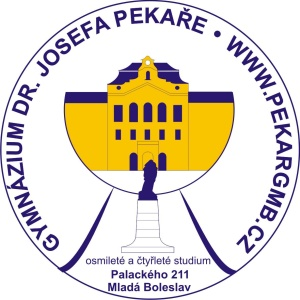 GYMNÁZIUM DR. JOSEFA PEKAŘE • WWW.PEKARGMB.CZ
osmileté a čtyřleté studium
Palackého 211
Mladá Boleslav